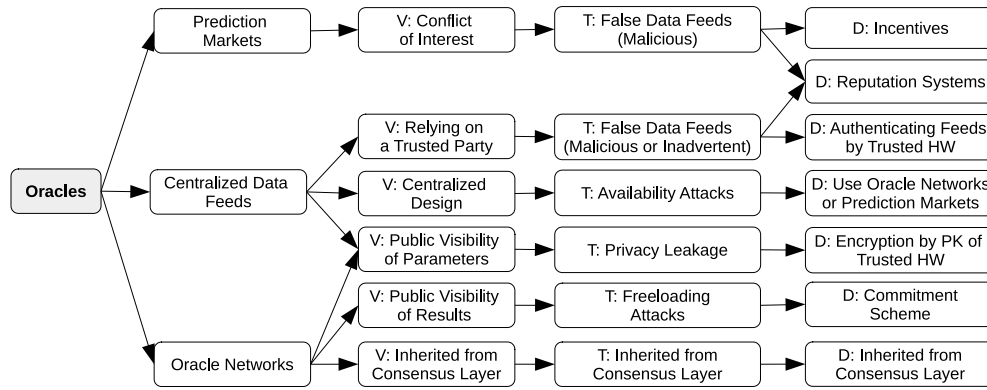 Prediction
Markets
V: Conflict
of Interest
T: False Data Feeds
(Malicious)
D: Incentives
D: Reputation Systems
V: Relying on
a Trusted Party
T: False Data Feeds
(Malicious or Inadvertent)
D: Authenticating Feeds
by Trusted HW
Oracles
Centralized Data
Feeds
V: Centralized
Design
T: Availability Attacks
D: Use Oracle Networks
or Prediction Markets
V: Public Visibility
of Parameters
T: Privacy Leakage
D: Encryption by PK of
Trusted HW
V: Public Visibility
of Results
T: Freeloading
Attacks
D: Commitment
Scheme
Oracle Networks
V: Inherited from
Consensus Layer
T: Inherited from
Consensus Layer
D: Inherited from
Consensus Layer